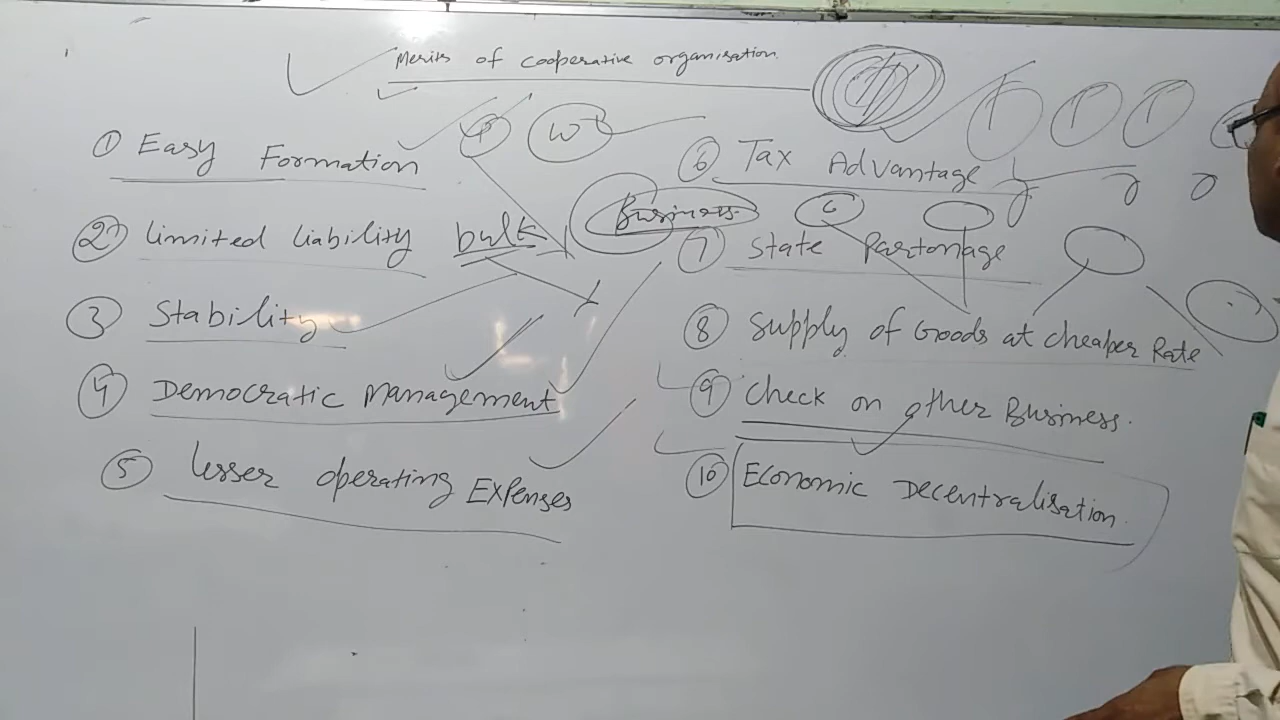 Merits of cooperative organisation.
① Easy Formation
WB
② limited liability bulk
Business
③ Stability
④ Democratic Management
⑤ lesser operating Expenses
⑥ Tax Advantage
⑦ State Partonage
⑧ Supply of Goods at Cheaper Rate
⑨ Check on other Business.
⑩ Economic Decentralisation.